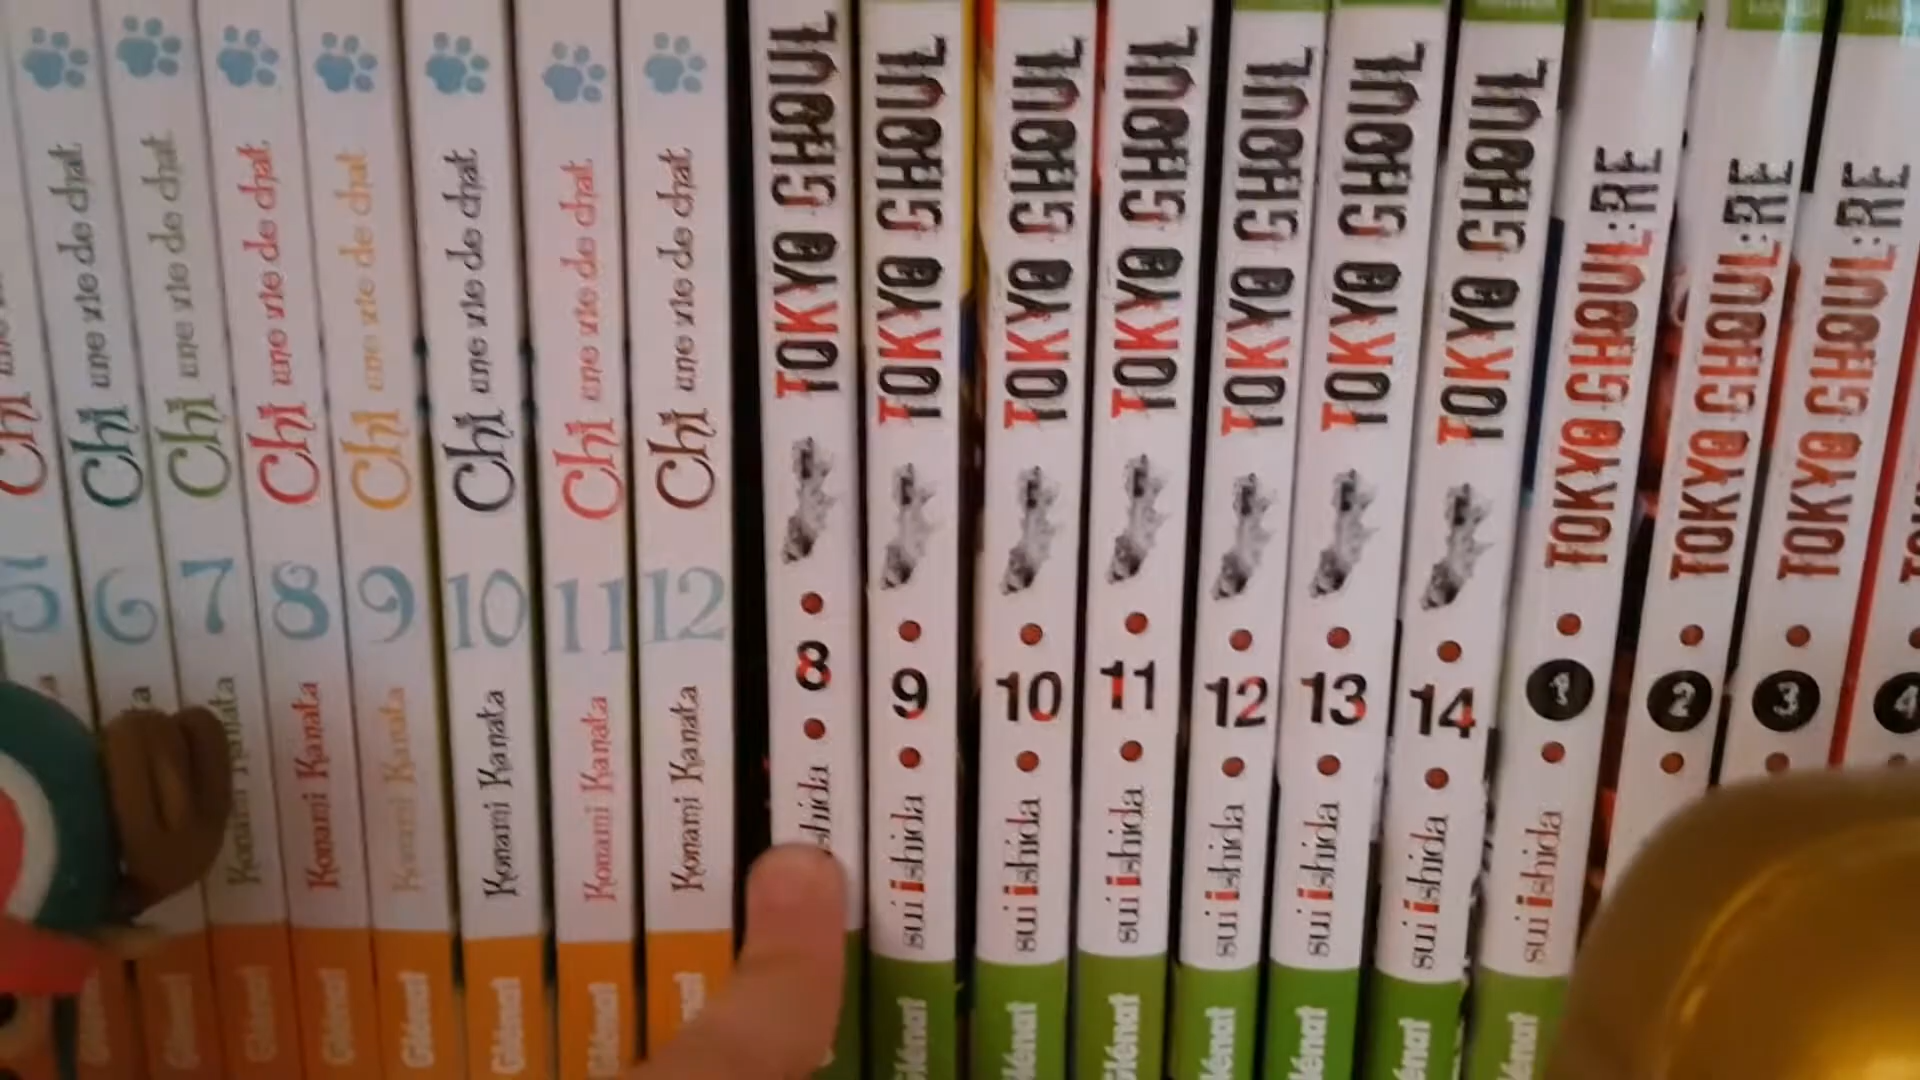 Chi
5
Chi une vie de chat
6
Chi une vie de chat
7
Konami Kanata
Chi une vie de chat
8
Konami Kanata
Glénat
Chi une vie de chat
9
Konami Kanata
Glénat
Chi une vie de chat
10
Konami Kanata
Glénat
Chi une vie de chat
11
Konami Kanata
Glénat
Chi une vie de chat
12
Konami Kanata
TOKYO GHOUL
8
ishida
TOKYO GHOUL
9
sui ishida
Glénat
TOKYO GHOUL
10
sui ishida
Glénat
TOKYO GHOUL
11
sui ishida
Glénat
TOKYO GHOUL
12
sui ishida
Glénat
TOKYO GHOUL
13
sui ishida
Glénat
TOKYO GHOUL
14
sui ishida
Glénat
TOKYO GHOUL:RE
1
sui ishida
Glénat
TOKYO GHOUL:RE
2
TOKYO GHOUL:RE
3
4